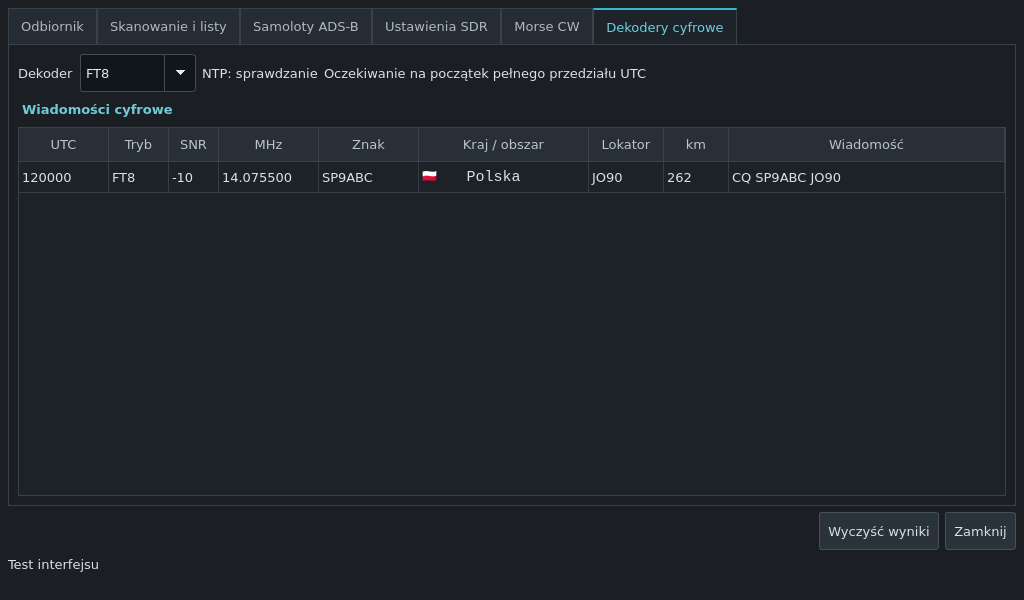 Odbiornik Skanowanie i listy Samoloty ADS-B Ustawienia SDR Morse CW Dekodery cyfrowe
Dekoder FT8 NTP: sprawdzanie Oczekiwanie na początek pełnego przedziału UTC
Wiadomości cyfrowe
UTC Tryb SNR MHz Znak Kraj / obszar Lokator km Wiadomość
120000 FT8 -10 14.075500 SP9ABC Polska JO90 262 CQ SP9ABC JO90
Wyczyść wyniki Zamknij
Test interfejsu